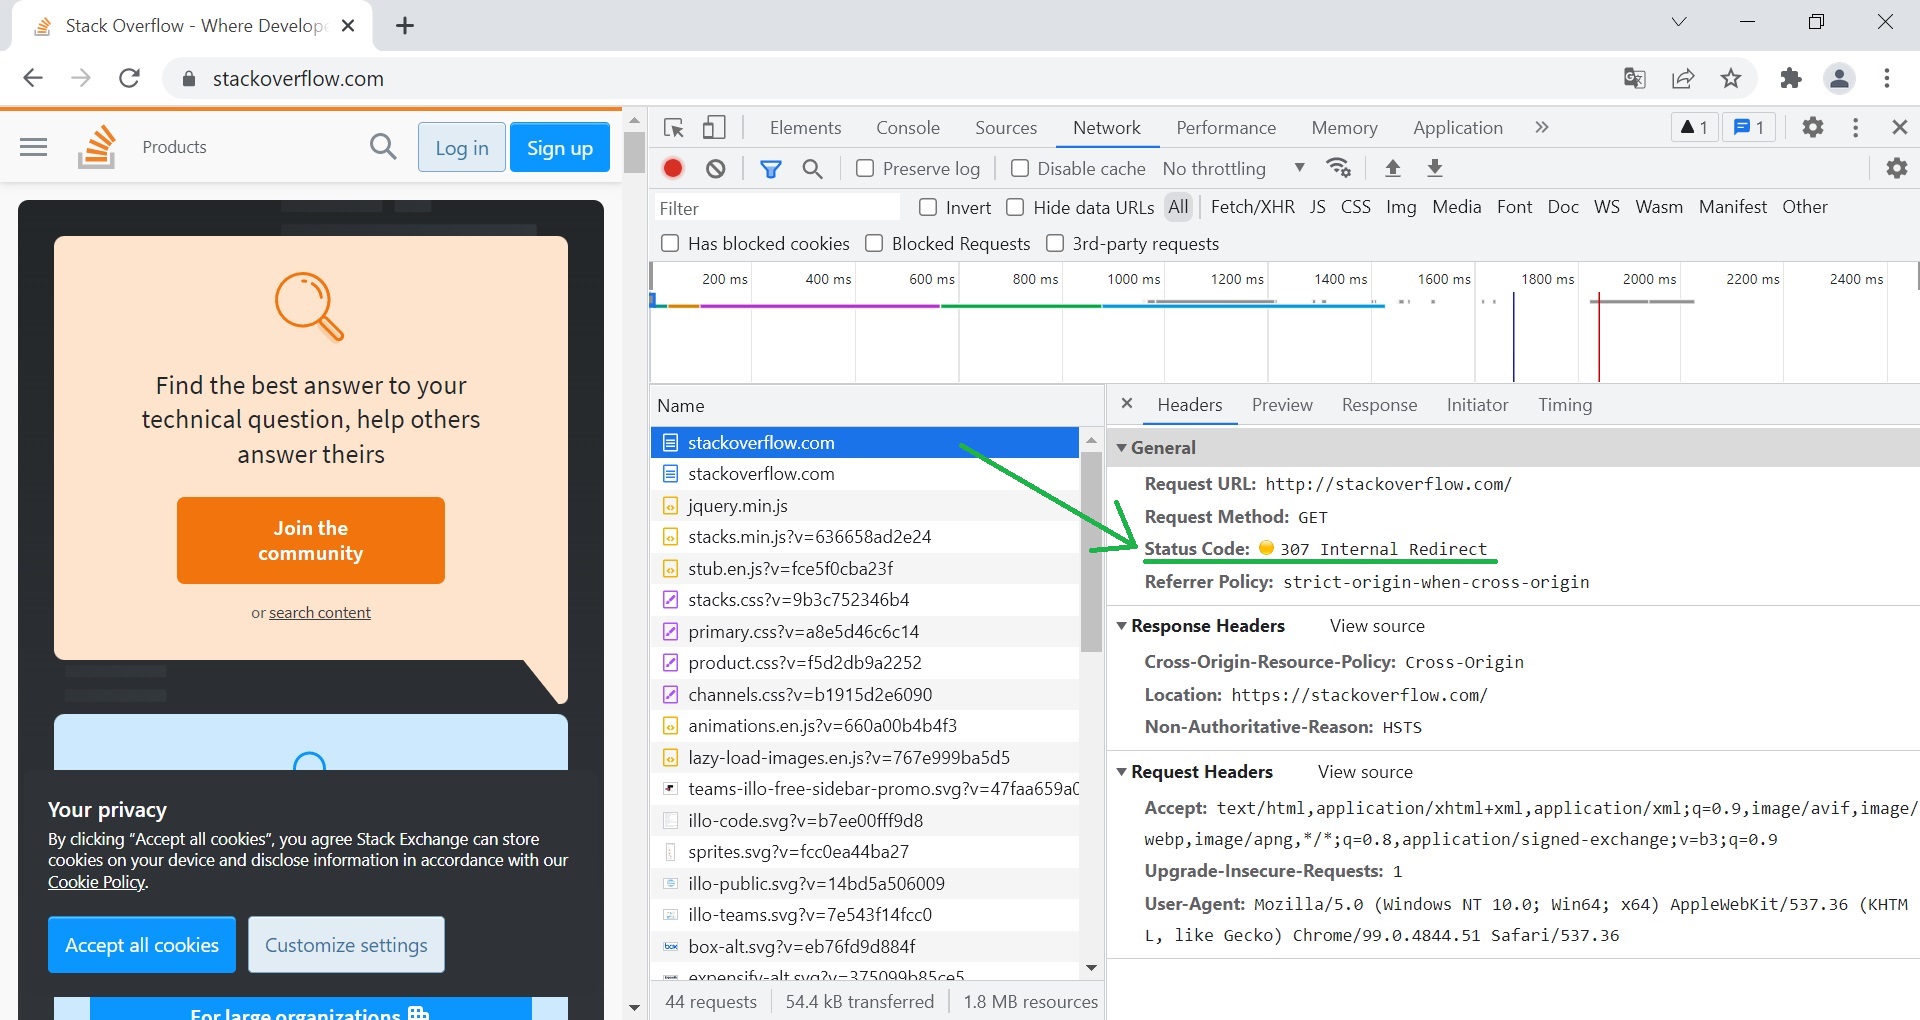 Stack Overflow - Where Develope
stackoverflow.com
Products
Log in
Sign up
Find the best answer to your
technical question, help others
answer theirs
Join the
community
or search content
Your privacy
By clicking “Accept all cookies”, you agree Stack Exchange can store
cookies on your device and disclose information in accordance with our
Cookie Policy.
Accept all cookies
Customize settings
For large organizations
Elements Console Sources Network Performance Memory Application » 1 1
Preserve log Disable cache No throttling
Filter Invert Hide data URLs All Fetch/XHR JS CSS Img Media Font Doc WS Wasm Manifest Other
Has blocked cookies Blocked Requests 3rd-party requests
200 ms 400 ms 600 ms 800 ms 1000 ms 1200 ms 1400 ms 1600 ms 1800 ms 2000 ms 2200 ms 2400 ms
Name
stackoverflow.com
stackoverflow.com
jquery.min.js
stacks.min.js?v=636658ad2e24
stub.en.js?v=fce5f0cba23f
stacks.css?v=9b3c752346b4
primary.css?v=a8e5d46c6c14
product.css?v=f5d2db9a2252
channels.css?v=b1915d2e6090
animations.en.js?v=660a00b4b4f3
lazy-load-images.en.js?v=767e999ba5d5
teams-illo-free-sidebar-promo.svg?v=47faa659a0
illo-code.svg?v=b7ee00fff9d8
sprites.svg?v=fcc0ea44ba27
illo-public.svg?v=14bd5a506009
illo-teams.svg?v=7e543f14fcc0
box-alt.svg?v=eb76fd9d884f
expensify-alt.svg?v=375099b85ce5
44 requests 54.4 kB transferred 1.8 MB resources
Headers Preview Response Initiator Timing
General
Request URL: http://stackoverflow.com/
Request Method: GET
Status Code: 307 Internal Redirect
Referrer Policy: strict-origin-when-cross-origin
Response Headers View source
Cross-Origin-Resource-Policy: Cross-Origin
Location: https://stackoverflow.com/
Non-Authoritative-Reason: HSTS
Request Headers View source
Accept: text/html,application/xhtml+xml,application/xml;q=0.9,image/avif,image/
webp,image/apng,*/*;q=0.8,application/signed-exchange;v=b3;q=0.9
Upgrade-Insecure-Requests: 1
User-Agent: Mozilla/5.0 (Windows NT 10.0; Win64; x64) AppleWebKit/537.36 (KHTM
L, like Gecko) Chrome/99.0.4844.51 Safari/537.36